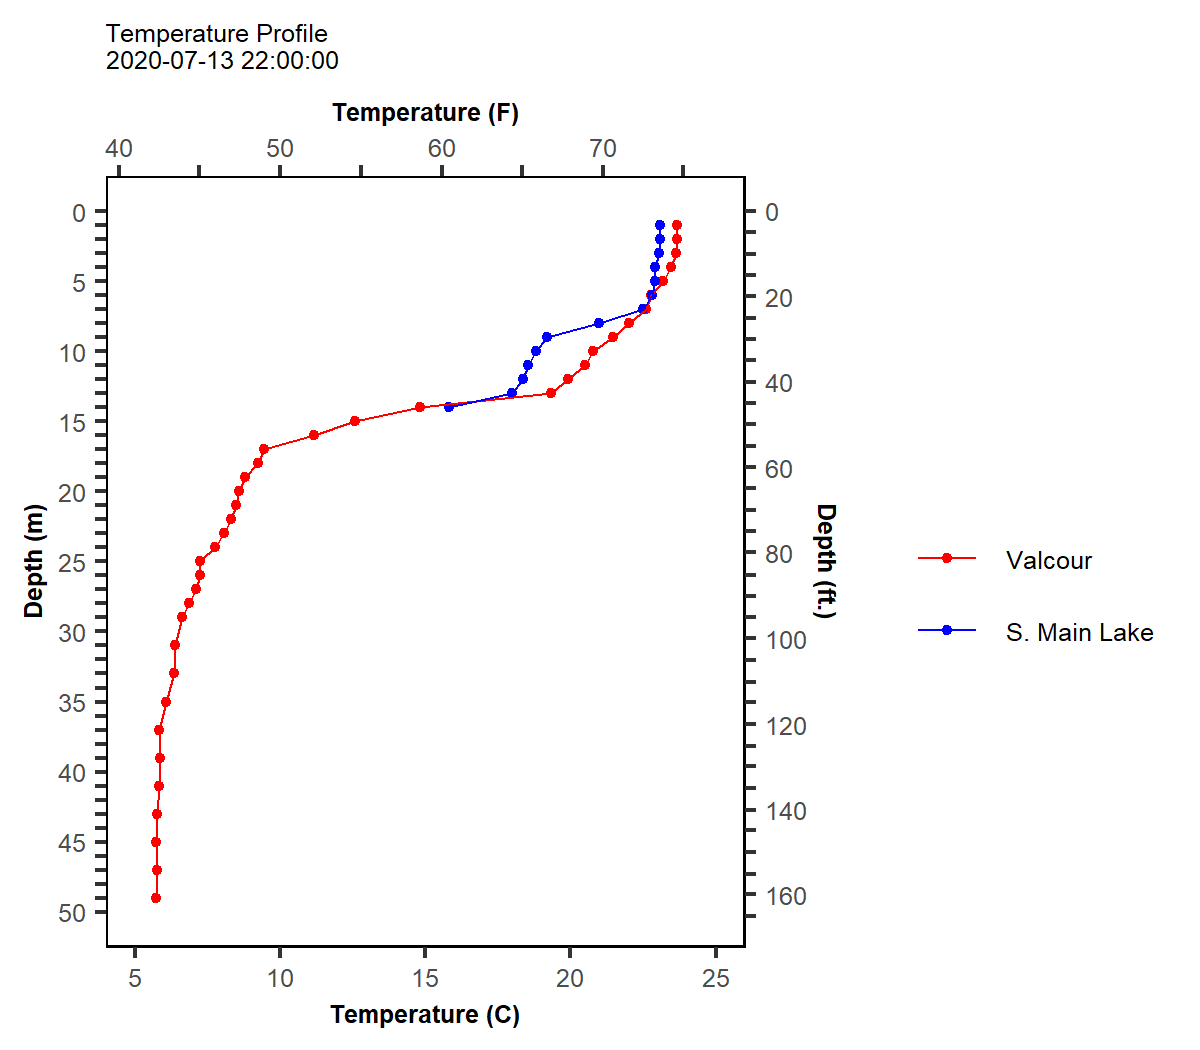 Temperature Profile
2020-07-13 22:00:00
Temperature (F)
40 50 60 70
0 5 10 15 20 25 30 35 40 45 50
Depth (m)
0 20 40 60 80 100 120 140 160
Depth (ft.)
Valcour
S. Main Lake
5 10 15 20 25
Temperature (C)